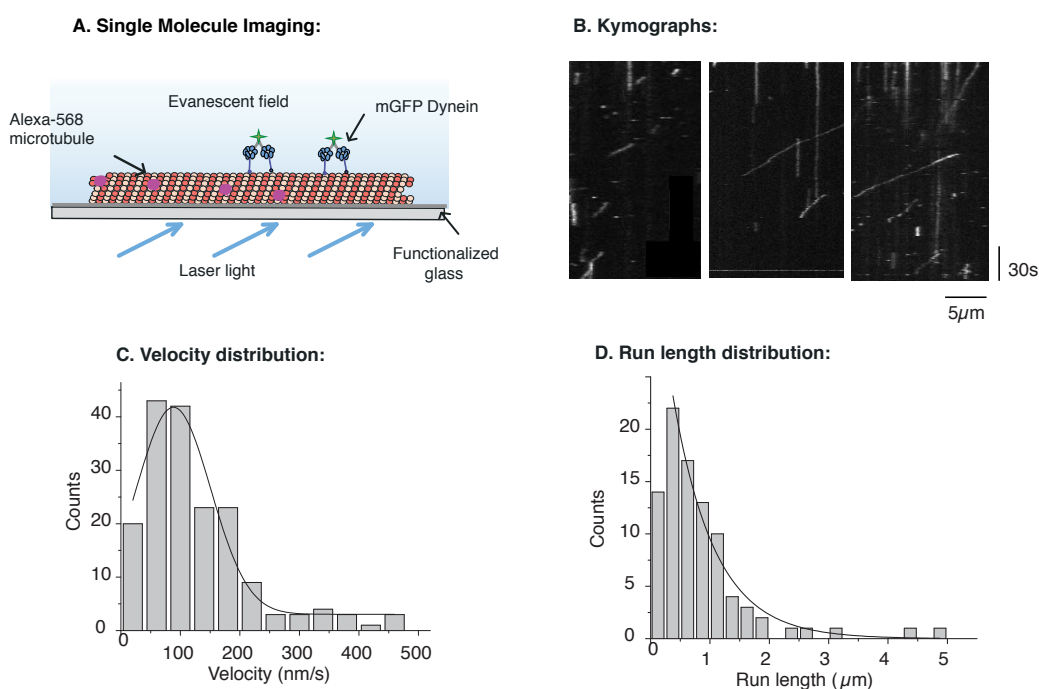 A. Single Molecule Imaging:
Evanescent field
mGFP Dynein
Alexa-568
microtubule
Laser light
Functionalized
glass
B. Kymographs:
30s
5µm
C. Velocity distribution:
Counts
40
30
20
10
0
0
100
200
300
400
500
Velocity (nm/s)
D. Run length distribution:
Counts
20
15
10
5
0
0
1
2
3
4
5
Run length (µm)